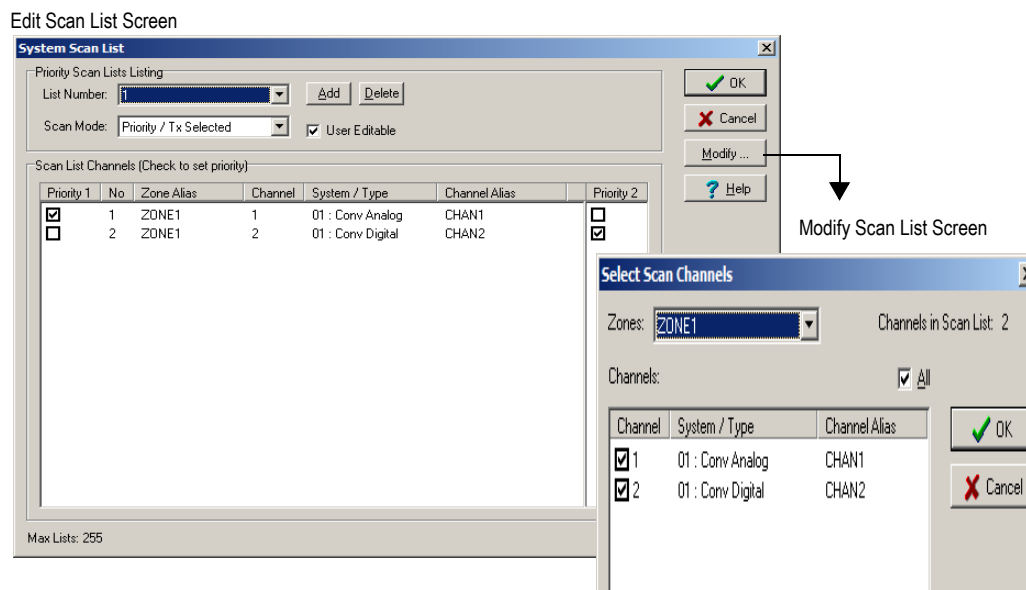 Edit Scan List Screen
System Scan List
Priority Scan Lists Listing
List Number: 1 Add Delete
Scan Mode: Priority / Tx Selected User Editable
OK
Cancel
Modify ...
Help
Scan List Channels (Check to set priority)
Priority 1 No Zone Alias Channel System / Type Channel Alias Priority 2
1 ZONE1 1 01 : Conv Analog CHAN1
2 ZONE1 2 01 : Conv Digital CHAN2
Max Lists: 255
Modify Scan List Screen
Select Scan Channels
Zones: ZONE1 Channels in Scan List: 2
Channels: All
Channel System / Type Channel Alias
1 01 : Conv Analog CHAN1
2 01 : Conv Digital CHAN2
OK
Cancel